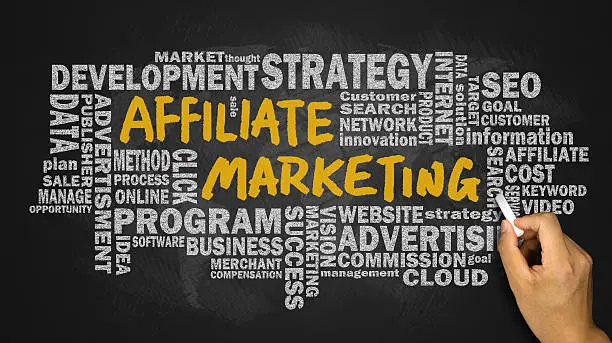 MARKET thought
DEVELOPMENT
STRATEGY
INTERNET
DATA
solution
TARGET
SEO
GOAL
CUSTOMER
DATA
PUBLISHER
ADVERTISMENT
AFFILIATE
MARKETING
sale
Customer
SEARCH
NETWORK
innovation
PRODUCT
information
AFFILIATE
COST
KEYWORD
VIDEO
SEARCH
plan
SALE
MANAGE
OPPORTUNITY
METHOD
PROCESS
ONLINE
CLICK
PROGRAM
IDEA
SOFTWARE
BUSINESS
MERCHANT
COMPENSATION
SUCCESS
MARKETING
VISION
WEBSITE
strategy
ADVERTISI
COMMISSION
goal
management
CLOUD